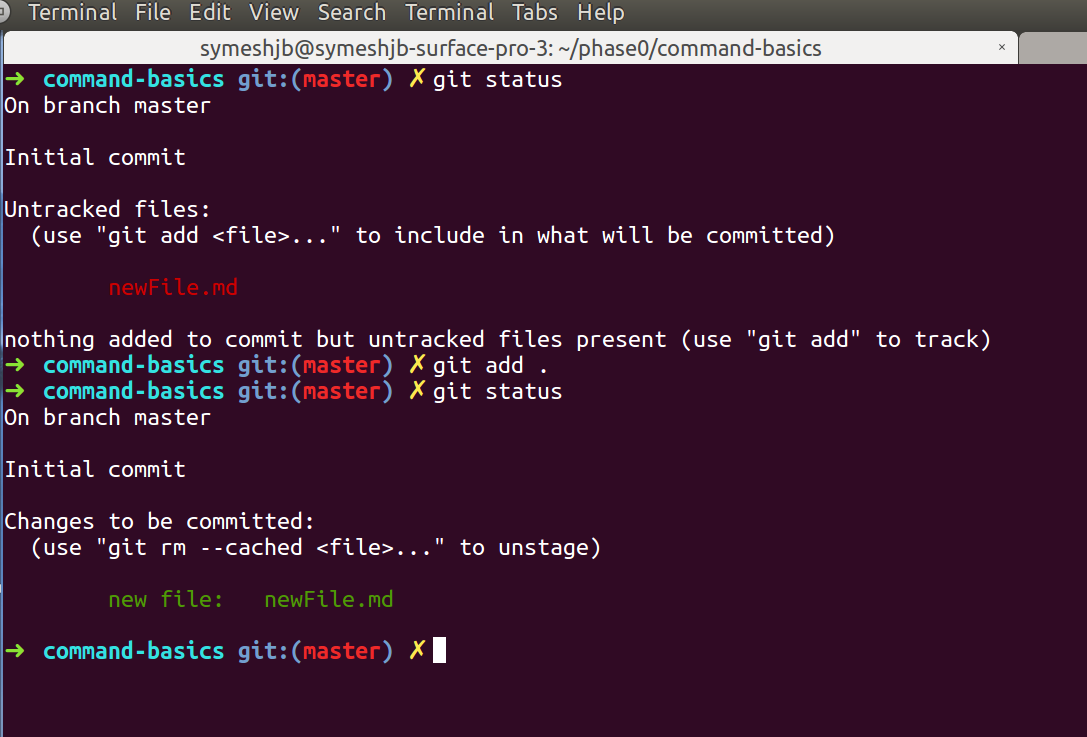 Terminal File Edit View Search Terminal Tabs Help
symeshjb@symeshjb-surface-pro-3: ~/phase0/command-basics ×
➜ command-basics git:(master) ✗ git status
On branch master
Initial commit
Untracked files:
(use "git add <file>..." to include in what will be committed)
newFile.md
nothing added to commit but untracked files present (use "git add" to track)
➜ command-basics git:(master) ✗ git add .
➜ command-basics git:(master) ✗ git status
On branch master
Initial commit
Changes to be committed:
(use "git rm --cached <file>..." to unstage)
new file: newFile.md
➜ command-basics git:(master) ✗